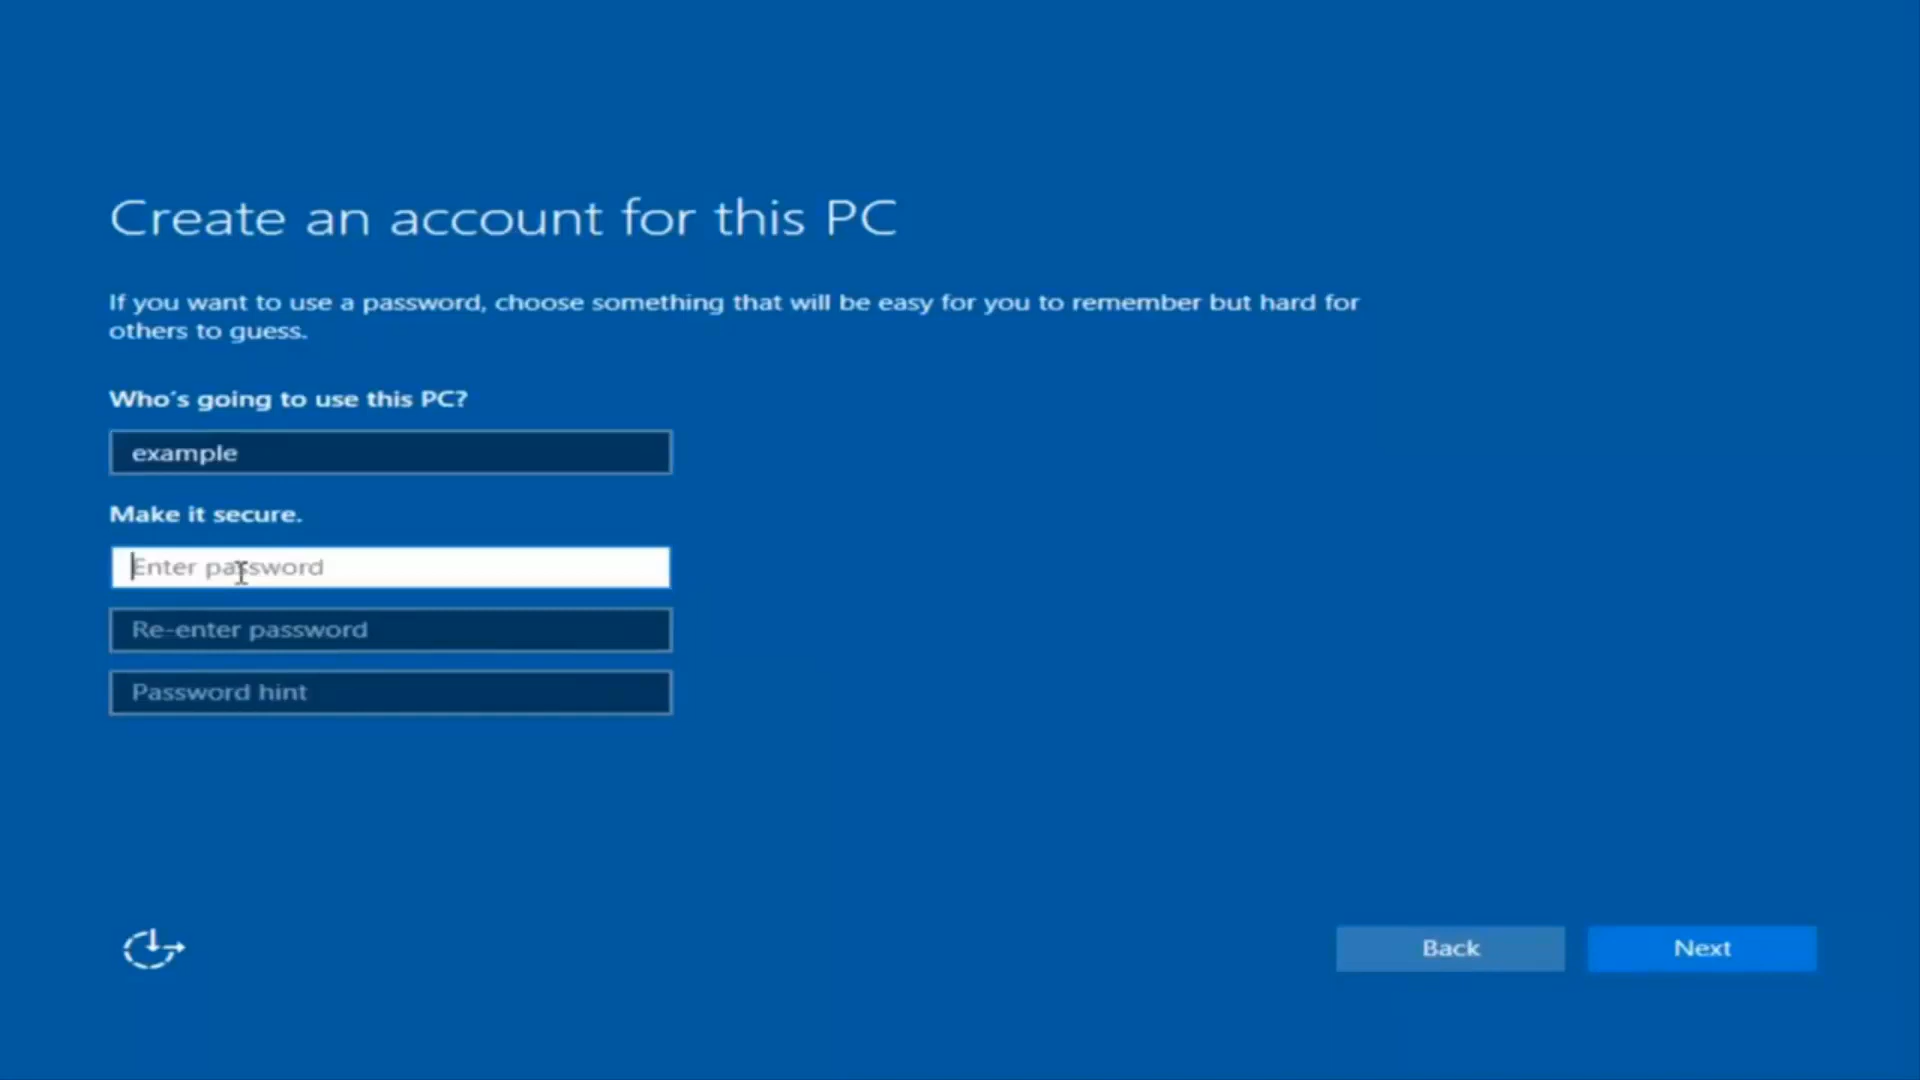 Create an account for this PC
If you want to use a password, choose something that will be easy for you to remember but hard for
others to guess.
Who's going to use this PC?
example
Make it secure.
Enter password
Re-enter password
Password hint
Back
Next